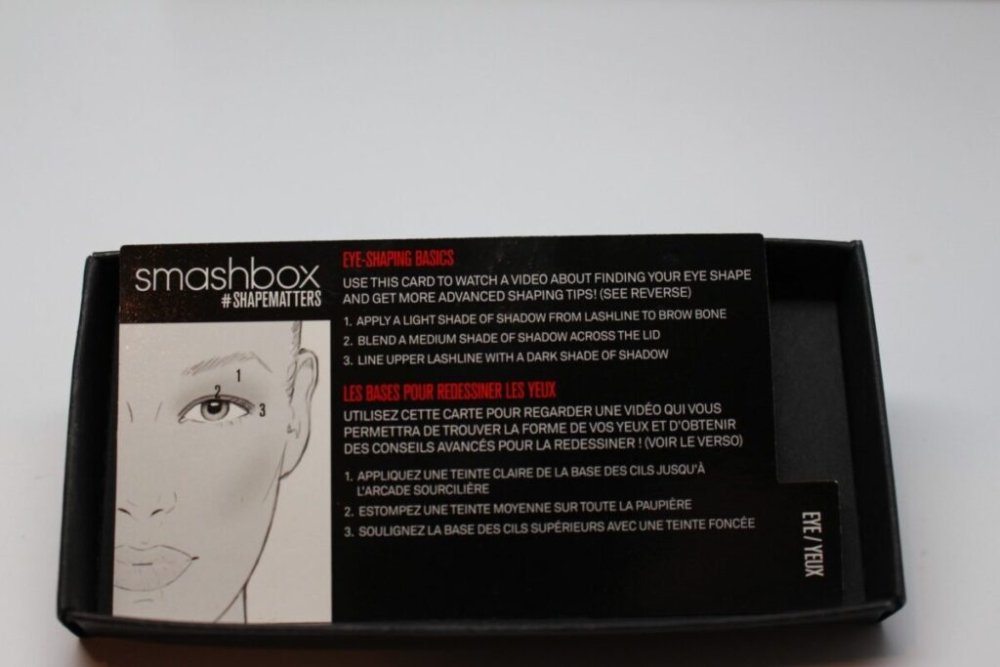 smashbox
#SHAPEMATTERS
1
2
3
EYE-SHAPING BASICS
USE THIS CARD TO WATCH A VIDEO ABOUT FINDING YOUR EYE SHAPE
AND GET MORE ADVANCED SHAPING TIPS! (SEE REVERSE)
1. APPLY A LIGHT SHADE OF SHADOW FROM LASHLINE TO BROW BONE
2. BLEND A MEDIUM SHADE OF SHADOW ACROSS THE LID
3. LINE UPPER LASHLINE WITH A DARK SHADE OF SHADOW
LES BASES POUR REDESSINER LES YEUX
UTILISEZ CETTE CARTE POUR REGARDER UNE VIDÉO QUI VOUS
PERMETTRA DE TROUVER LA FORME DE VOS YEUX ET D'OBTENIR
DES CONSEILS AVANCÉS POUR LA REDESSINER ! (VOIR LE VERSO)
1. APPLIQUEZ UNE TEINTE CLAIRE DE LA BASE DES CILS JUSQU'À
L'ARCADE SOURCILIÈRE
2. ESTOMPEZ UNE TEINTE MOYENNE SUR TOUTE LA PAUPIÈRE
3. SOULIGNEZ LA BASE DES CILS SUPÉRIEURS AVEC UNE TEINTE FONCÉE
EYE / YEUX